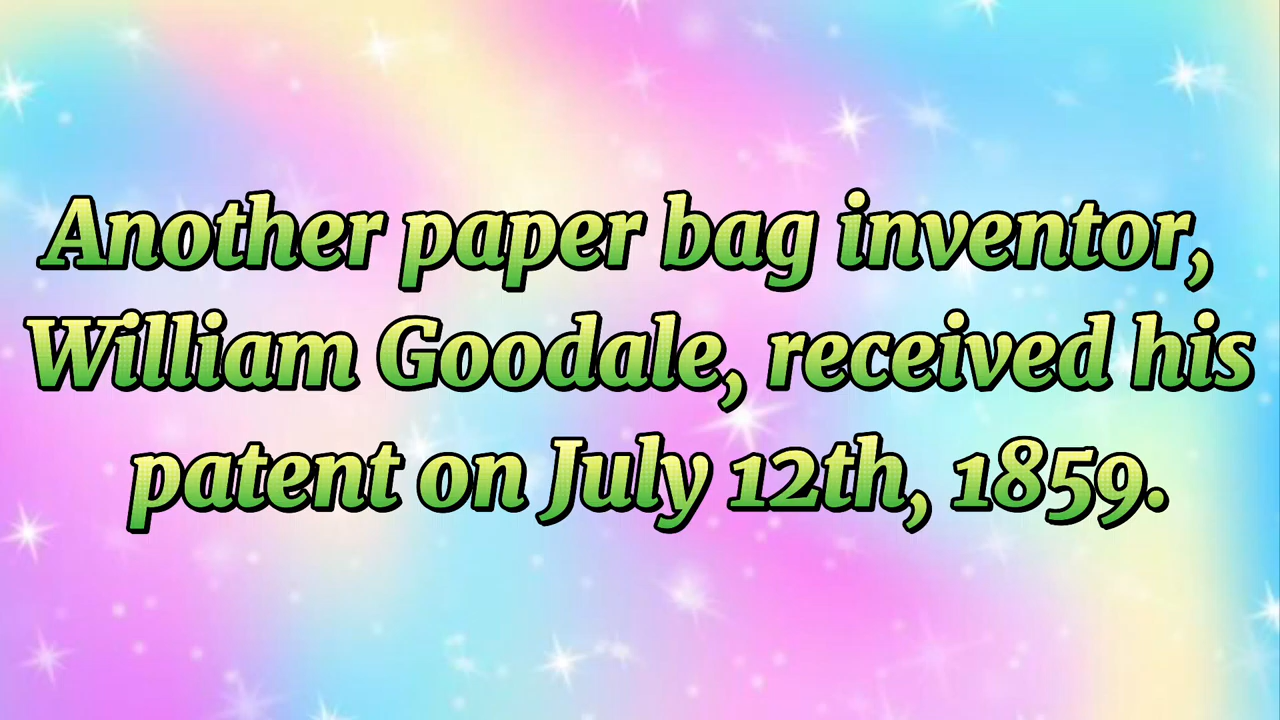 Another paper bag inventor,
William Goodale, received his
patent on July 12th, 1859.